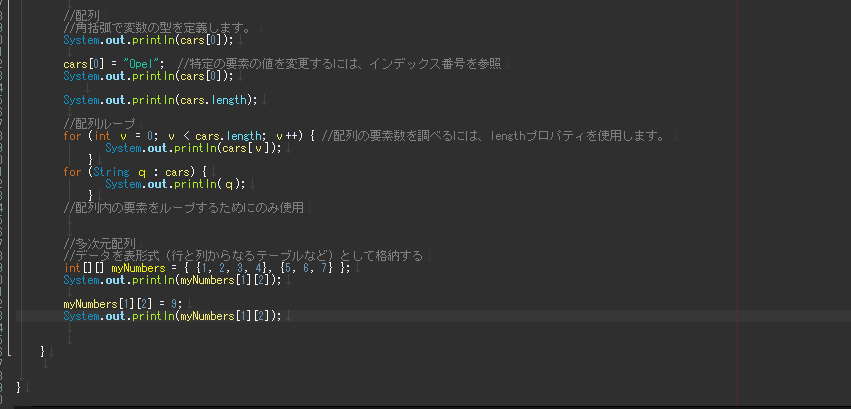 //配列
//角括弧で変数の型を定義します。
System.out.println(cars[0]);
cars[0] = "Opel";  //特定の要素の値を変更するには、インデックス番号を参照
System.out.println(cars[0]);
System.out.println(cars.length);
//配列ループ
for (int v = 0; v < cars.length; v++) { //配列の要素数を調べるには、lengthプロパティを使用します。
System.out.println(cars[v]);
}
for (String q : cars) {
System.out.println(q);
}
//配列内の要素をループするためにのみ使用
//多次元配列
//データを表形式（行と列からなるテーブルなど）として格納する
int[][] myNumbers = { {1, 2, 3, 4}, {5, 6, 7} };
System.out.println(myNumbers[1][2]);
myNumbers[1][2] = 9;
System.out.println(myNumbers[1][2]);
}
}